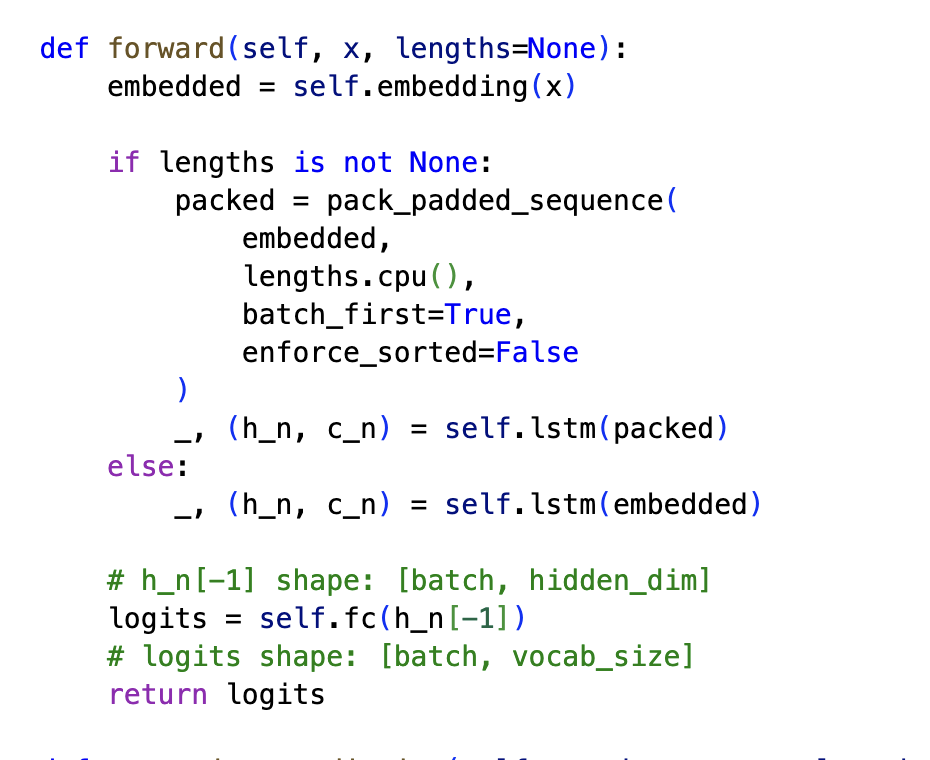 def forward(self, x, lengths=None):
    embedded = self.embedding(x)

    if lengths is not None:
        packed = pack_padded_sequence(
            embedded,
            lengths.cpu(),
            batch_first=True,
            enforce_sorted=False
        )
        _, (h_n, c_n) = self.lstm(packed)
    else:
        _, (h_n, c_n) = self.lstm(embedded)

    # h_n[-1] shape: [batch, hidden_dim]
    logits = self.fc(h_n[-1])
    # logits shape: [batch, vocab_size]
    return logits